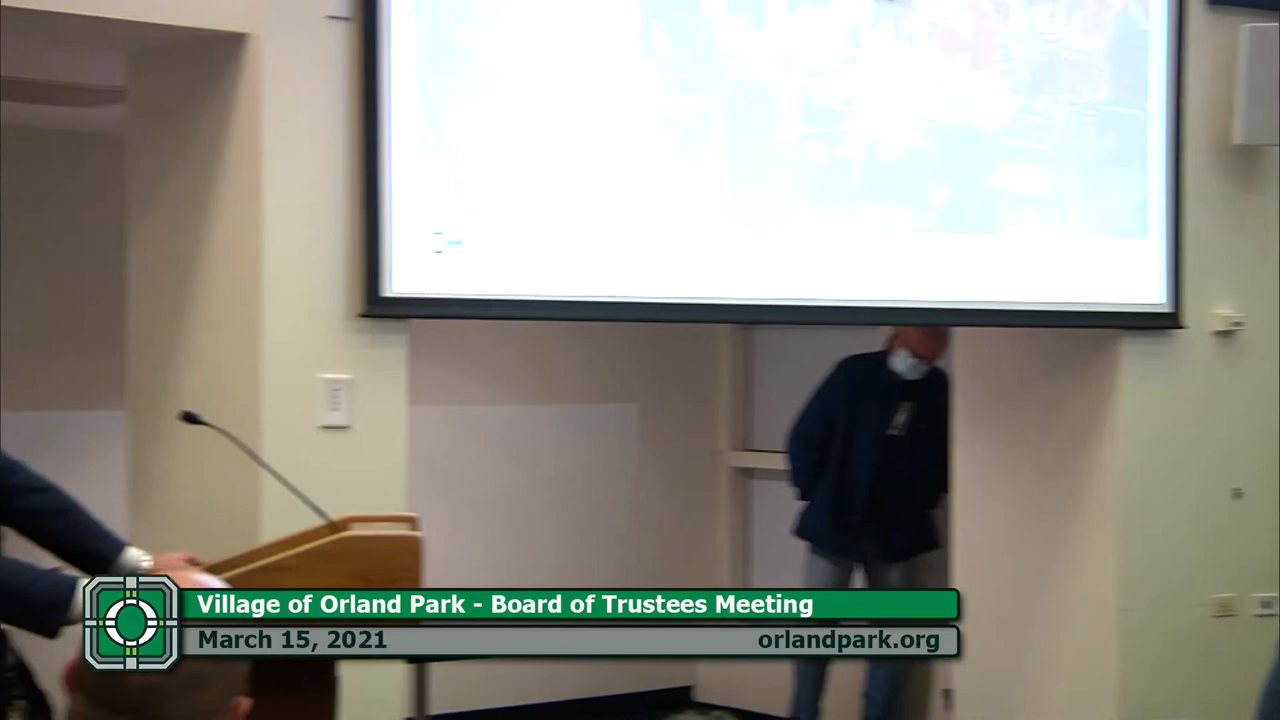 Village of Orland Park - Board of Trustees Meeting
March 15, 2021
orlandpark.org